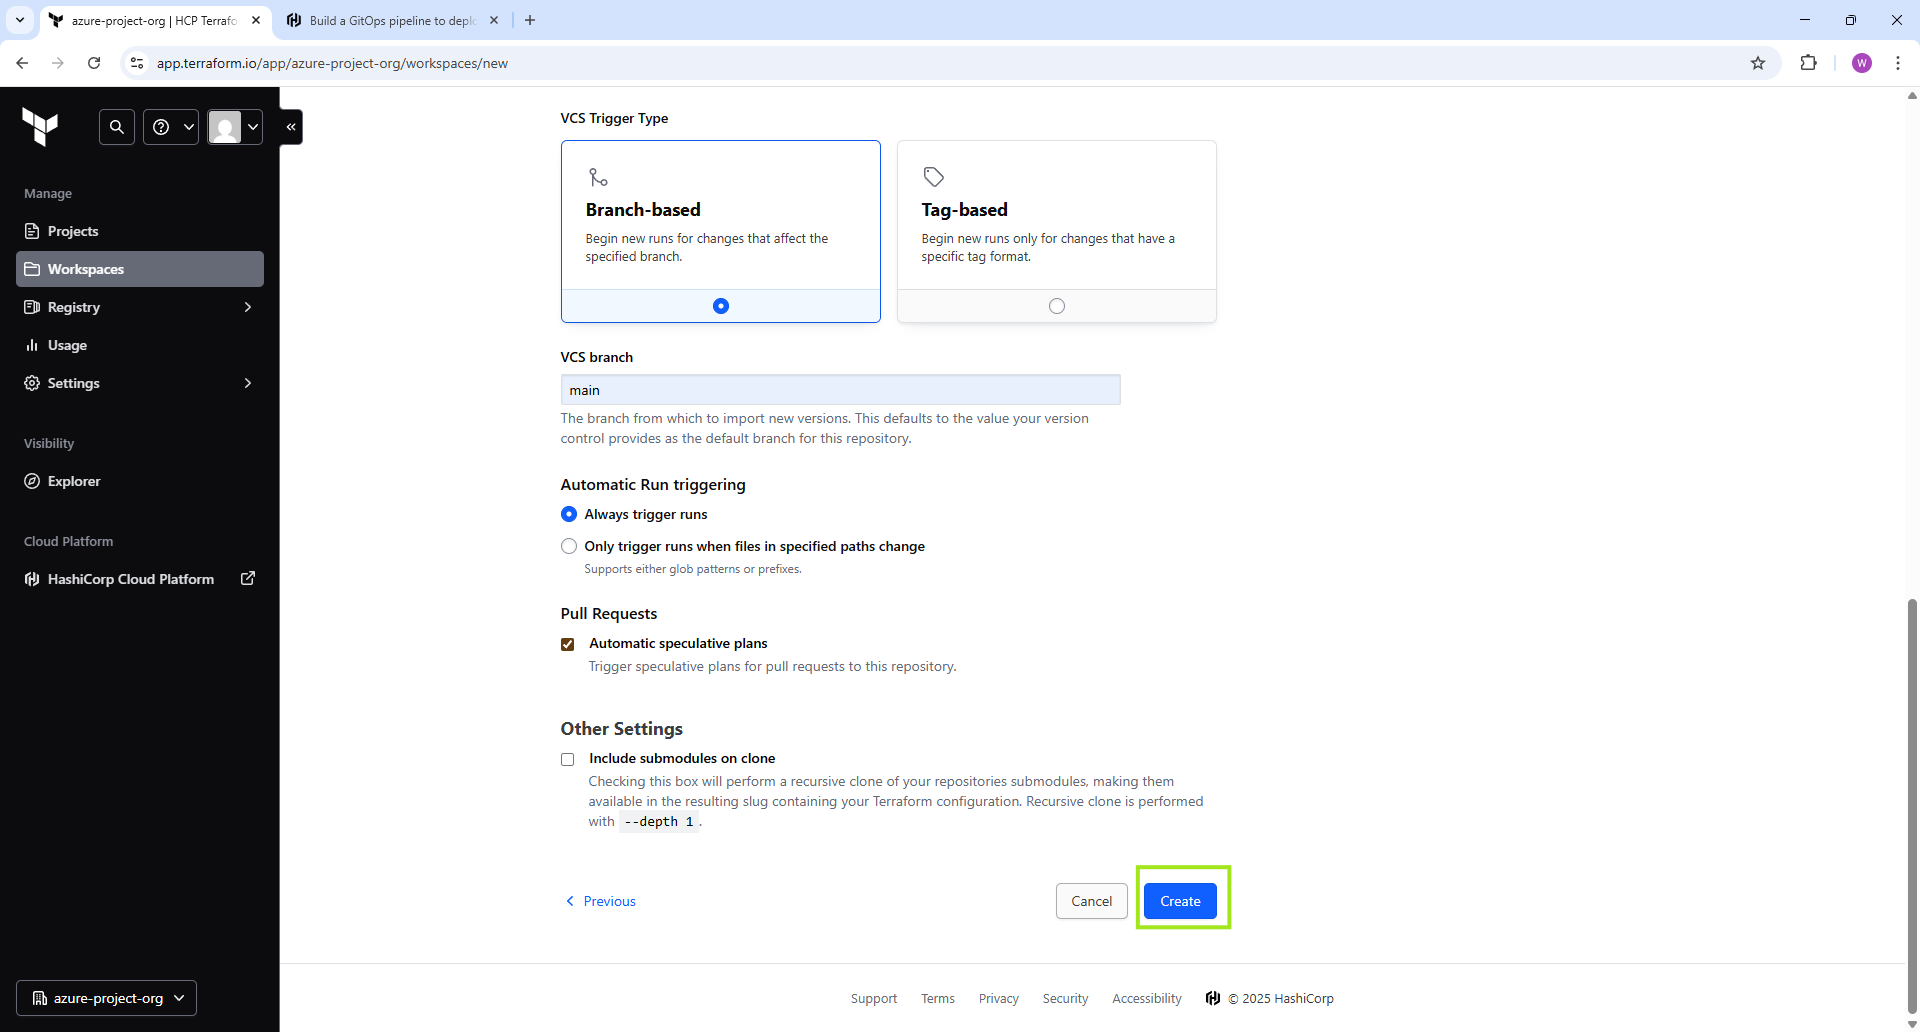 azure-project-org | HCP Terrafo
Build a GitOps pipeline to deplo
app.terraform.io/app/azure-project-org/workspaces/new
W
Manage
Projects
Workspaces
Registry
Usage
Settings
Visibility
Explorer
Cloud Platform
HashiCorp Cloud Platform
azure-project-org
VCS Trigger Type
Branch-based
Begin new runs for changes that affect the
specified branch.
Tag-based
Begin new runs only for changes that have a
specific tag format.
VCS branch
main
The branch from which to import new versions. This defaults to the value your version
control provides as the default branch for this repository.
Automatic Run triggering
Always trigger runs
Only trigger runs when files in specified paths change
Supports either glob patterns or prefixes.
Pull Requests
Automatic speculative plans
Trigger speculative plans for pull requests to this repository.
Other Settings
Include submodules on clone
Checking this box will perform a recursive clone of your repositories submodules, making them
available in the resulting slug containing your Terraform configuration. Recursive clone is performed
with --depth 1 .
Previous
Cancel
Create
Support Terms Privacy Security Accessibility © 2025 HashiCorp